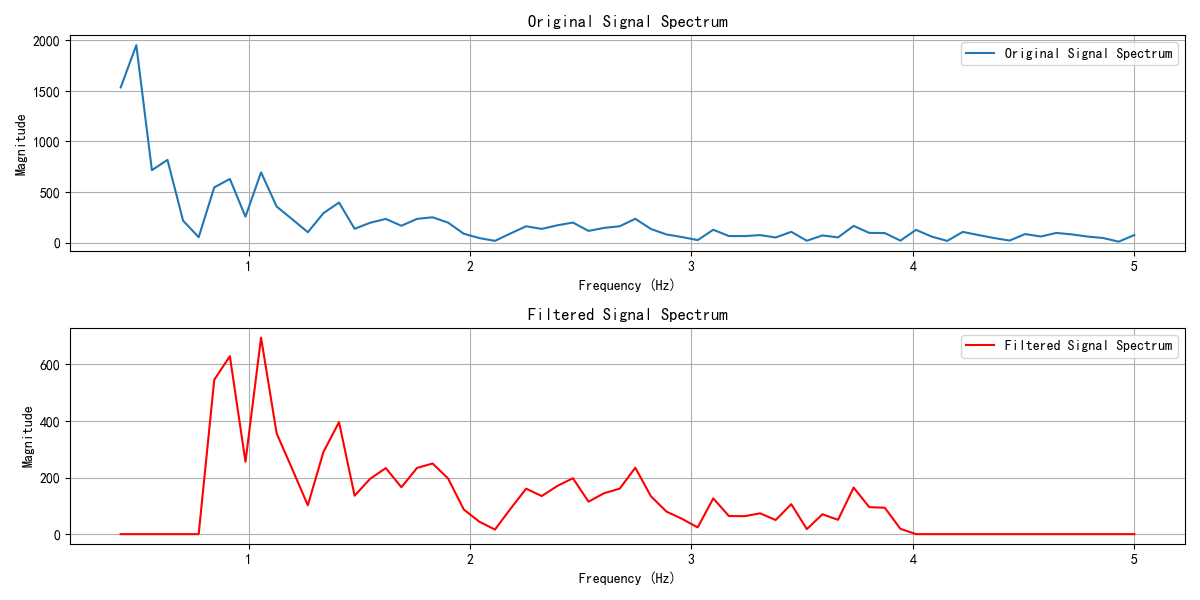 Original Signal Spectrum
2000
1500
1000
500
0
Magnitude
Original Signal Spectrum
1 2 3 4 5
Frequency (Hz)
Filtered Signal Spectrum
600
400
200
0
Magnitude
Filtered Signal Spectrum
1 2 3 4 5
Frequency (Hz)